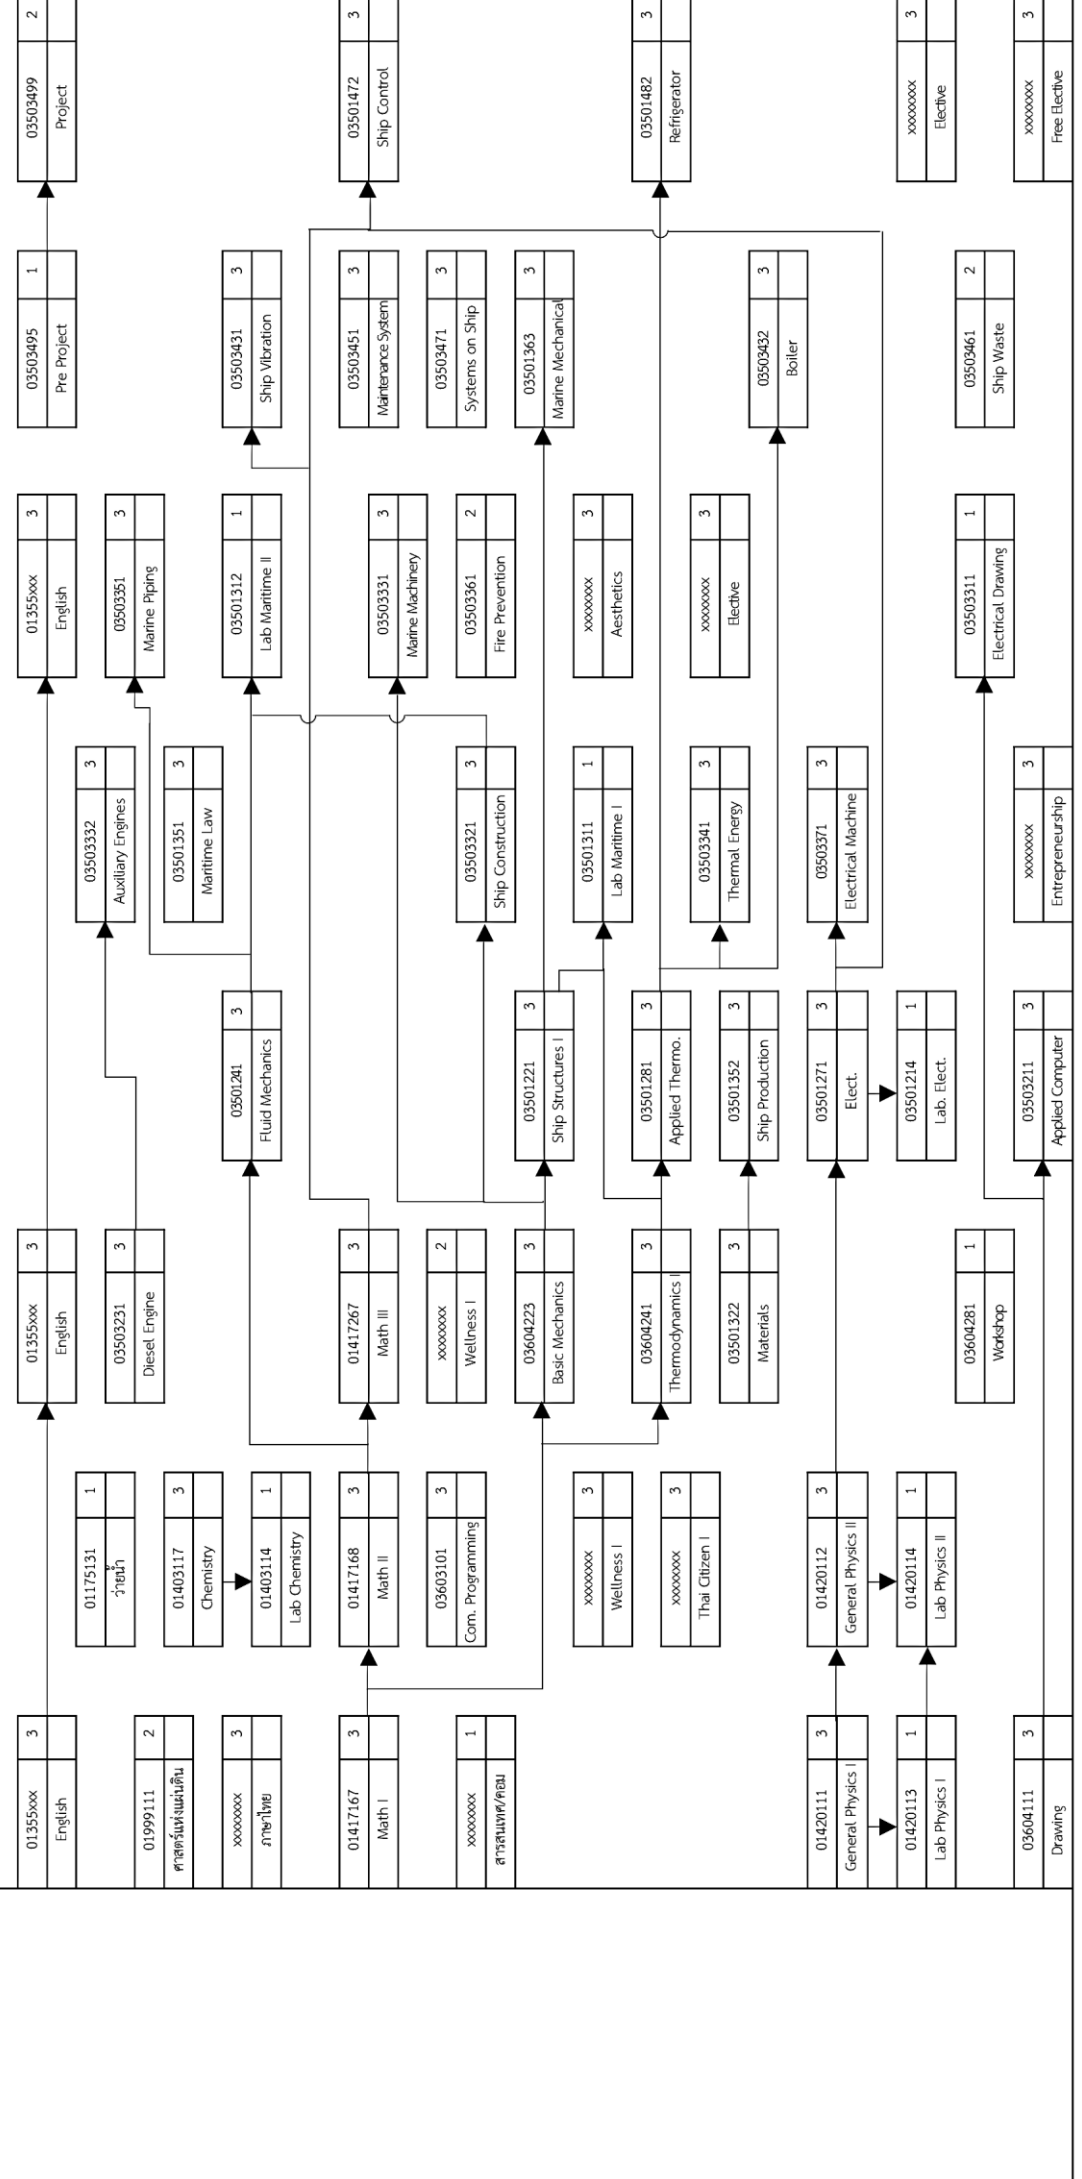 01355xxx 3
English
01999111 2
ศาสตร์แห่งแผ่นดิน
xxxxxxxx 3
ภาษาไทย
01417167 3
Math I
xxxxxxxx 1
สารสนเทศ/คอม
01420111 3
General Physics I
01420113 1
Lab Physics I
03604111 3
Drawing
01175131 1
ว่ายน้ำ
01403117 3
Chemistry
01403114 1
Lab Chemistry
01417168 3
Math II
03603101 3
Com. Programming
xxxxxxxx 3
Wellness I
xxxxxxxx 3
Thai Citizen I
01420112 3
General Physics II
01420114 1
Lab Physics II
01355xxx 3
English
03503231 3
Diesel Engine
01417267 3
Math III
xxxxxxxx 2
Wellness I
03604223 3
Basic Mechanics
03604241 3
Thermodynamics I
03501322 3
Materials
03604281 1
Workshop
03501241 3
Fluid Mechanics
03501221 3
Ship Structures I
03501281 3
Applied Thermo.
03501352 3
Ship Production
03501271 3
Elect.
03501214 1
Lab. Elect.
03503211 3
Applied Computer
03503332 3
Auxiliary Engines
03501351 3
Maritime Law
03503321 3
Ship Construction
03501311 1
Lab Maritime I
03503341 3
Thermal Energy
03503371 3
Electrical Machine
xxxxxxxx 3
Entrepreneurship
01355xxx 3
English
03503351 3
Marine Piping
03501312 1
Lab Maritime II
03503331 3
Marine Machinery
03503361 2
Fire Prevention
xxxxxxxx 3
Aesthetics
xxxxxxxx 3
Elective
03503311 1
Electrical Drawing
03503495 1
Pre Project
03503431 3
Ship Vibration
03503451 3
Maintenance System
03503471 3
Systems on Ship
03501363 3
Marine Mechanical
03503432 3
Boiler
03503461 2
Ship Waste
03503499 2
Project
03501472 3
Ship Control
03501482 3
Refrigerator
xxxxxxxx 3
Elective
xxxxxxxx 3
Free Elective